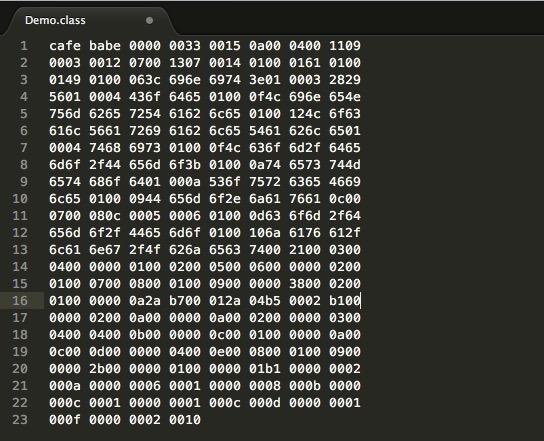 Demo.class
1 cafe babe 0000 0033 0015 0a00 0400 1109
2 0003 0012 0700 1307 0014 0100 0161 0100
3 0149 0100 063c 696e 6974 3e01 0003 2829
4 5601 0004 436f 6465 0100 0f4c 696e 654e
5 756d 6265 7254 6162 6c65 0100 124c 6f63
6 616c 5661 7269 6162 6c65 5461 626c 6501
7 0004 7468 6973 0100 0f4c 636f 6d2f 6465
8 6d6f 2f44 656d 6f3b 0100 0a74 6573 744d
9 6574 686f 6401 000a 536f 7572 6365 4669
10 6c65 0100 0944 656d 6f2e 6a61 7661 0c00
11 0700 080c 0005 0006 0100 0d63 6f6d 2f64
12 656d 6f2f 4465 6d6f 0100 106a 6176 612f
13 6c61 6e67 2f4f 626a 6563 7400 2100 0300
14 0400 0000 0100 0200 0500 0600 0000 0200
15 0100 0700 0800 0100 0900 0000 3800 0200
16 0100 0000 0a2a b700 012a 04b5 0002 b100
17 0000 0200 0a00 0000 0a00 0200 0000 0300
18 0400 0400 0b00 0000 0c00 0100 0000 0a00
19 0c00 0d00 0000 0400 0e00 0800 0100 0900
20 0000 2b00 0000 0100 0000 01b1 0000 0002
21 000a 0000 0006 0001 0000 0008 000b 0000
22 000c 0001 0000 0001 000c 000d 0000 0001
23 000f 0000 0002 0010